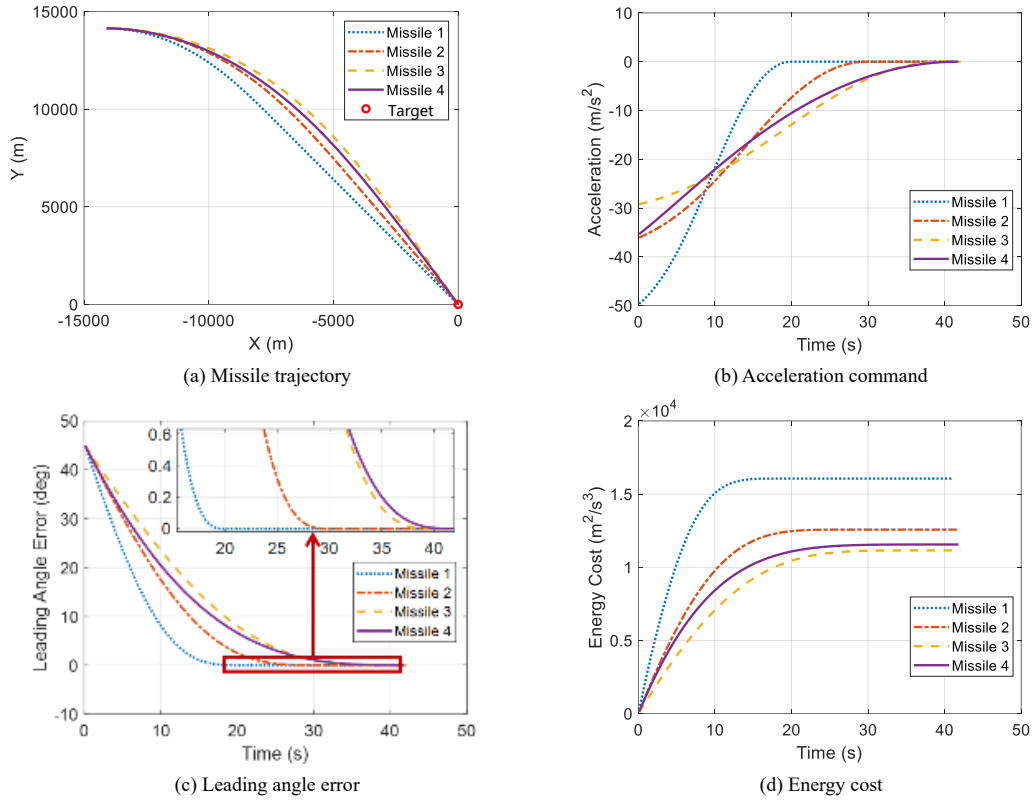 15000
10000
5000
0
-15000
-10000
-5000
0
Y (m)
X (m)
Missile 1
Missile 2
Missile 3
Missile 4
Target
(a) Missile trajectory
10
0
-10
-20
-30
-40
-50
0
10
20
30
40
50
Acceleration (m/s²)
Time (s)
Missile 1
Missile 2
Missile 3
Missile 4
(b) Acceleration command
50
40
30
20
10
0
-10
0
10
20
30
40
50
Leading Angle Error (deg)
Time (s)
0.6
0.4
0.2
0
20
25
30
35
40
Missile 1
Missile 2
Missile 3
Missile 4
(c) Leading angle error
×10⁴
2
1.5
1
0.5
0
0
10
20
30
40
50
Energy Cost (m²/s³)
Time (s)
Missile 1
Missile 2
Missile 3
Missile 4
(d) Energy cost